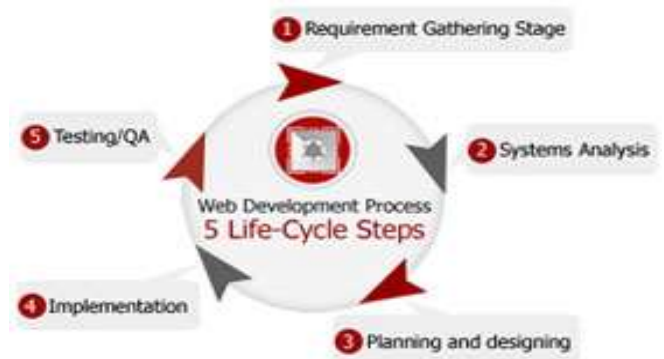 1 Requirement Gathering Stage
2 Systems Analysis
3 Planning and designing
4 Implementation
5 Testing/QA
Web Development Process
5 Life-Cycle Steps